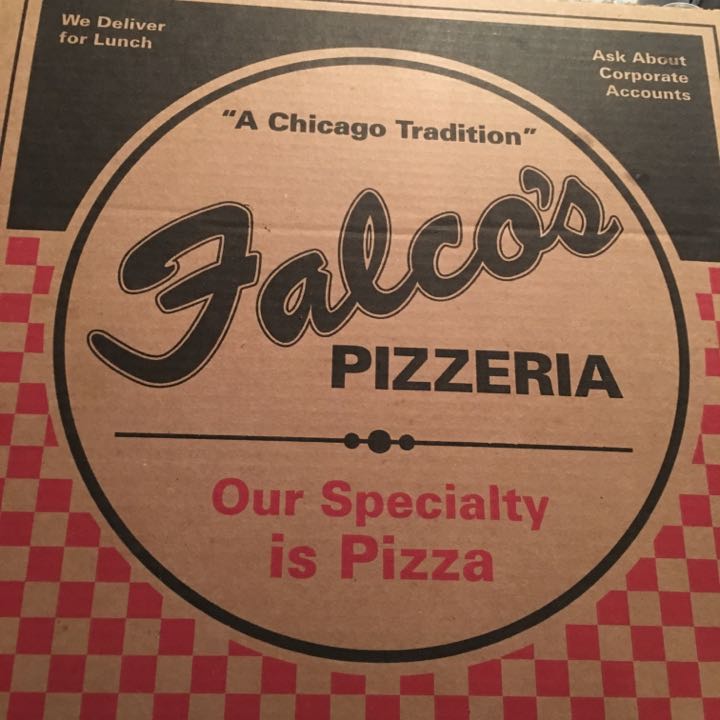 We Deliver
for Lunch
Ask About
Corporate
Accounts
"A Chicago Tradition"
Falco's
PIZZERIA
Our Specialty
is Pizza